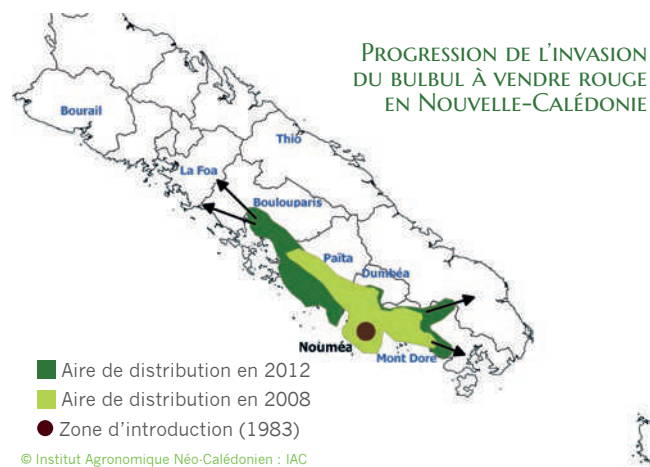 PROGRESSION DE L'INVASION
DU BULBUL À VENDRE ROUGE
EN NOUVELLE-CALÉDONIE
Bourail
Thio
La Foa
Boulouparis
Païta
Dumbéa
Nouméa
Mont Dore
Aire de distribution en 2012
Aire de distribution en 2008
Zone d'introduction (1983)
© Institut Agronomique Néo-Calédonien : IAC